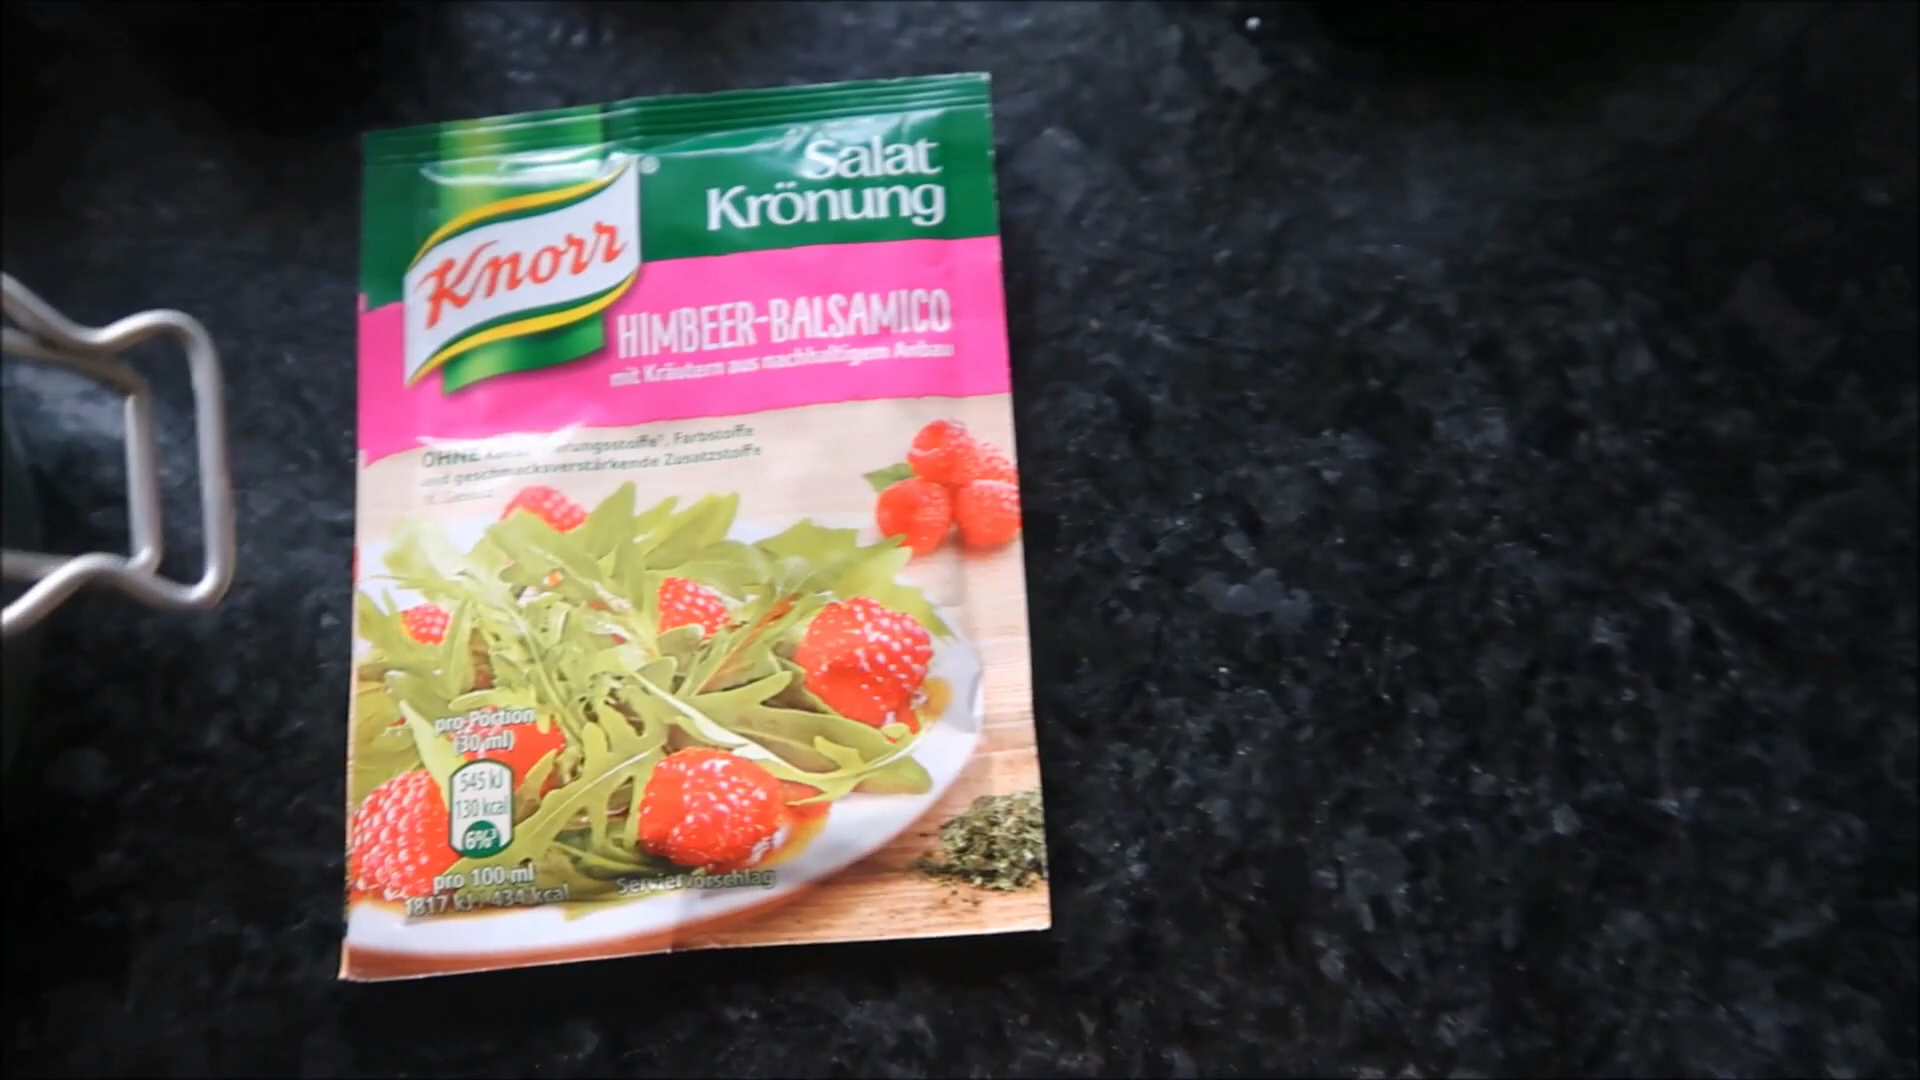 Salat
Krönung
Knorr®
HIMBEER-BALSAMICO
mit Kräutern aus nachhaltigem Anbau
OHNE Farbstoffe
und geschmacksverstärkende Zusatzstoffe
pro Portion
(30 ml)
545 kJ
130 kcal
6%
pro 100 ml
1817 kJ / 434 kcal
Serviervorschlag